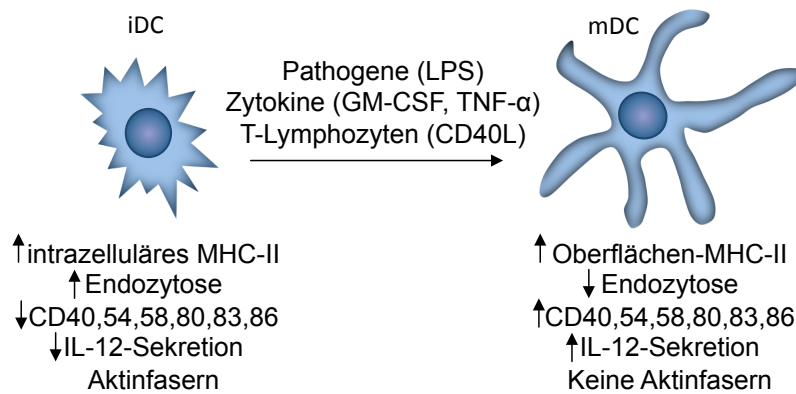 iDC
mDC
Pathogene (LPS)
Zytokine (GM-CSF, TNF-α)
T-Lymphozyten (CD40L)
↑intrazelluläres MHC-II
↑Endozytose
↓CD40,54,58,80,83,86
↓IL-12-Sekretion
Aktinfasern
↑ Oberflächen-MHC-II
↓ Endozytose
↑CD40,54,58,80,83,86
↑IL-12-Sekretion
Keine Aktinfasern